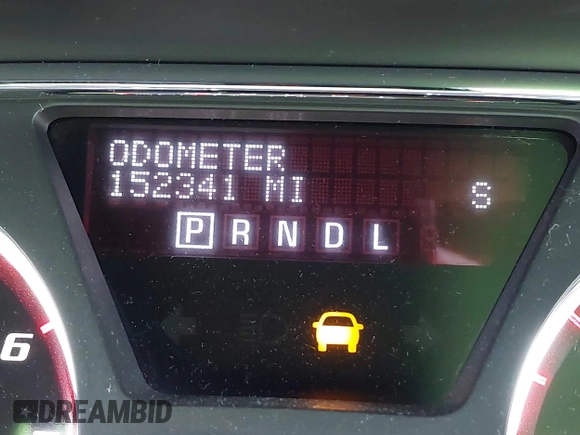 ODOMETER
152341 MI S
P R N D L
6
DREAMBID